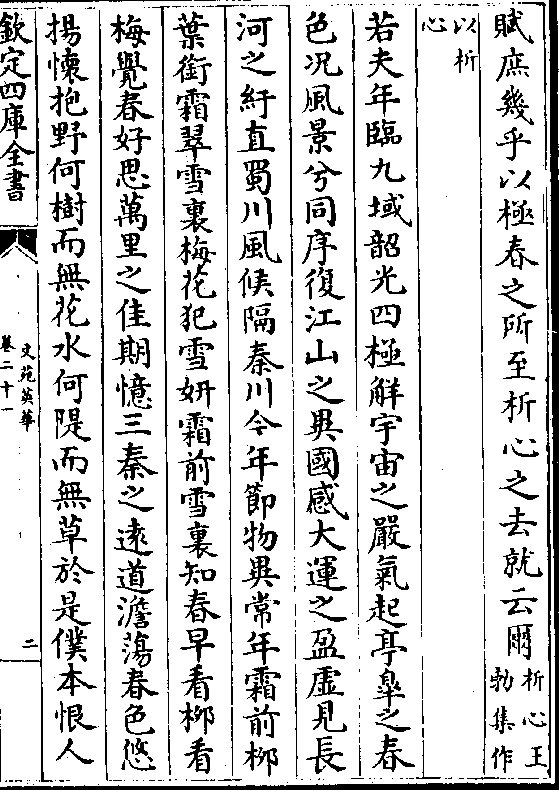 賦庶幾乎以極春之所至析心之去就云爾析心王勃集作
以析心
若夫年臨九域韶光四極解宇宙之嚴氣起亭臯之春
色况風景兮同序復江山之異國感大運之盈虛見長
河之紆直蜀川風候隔秦川今年節物異常年霜前柳
葉銜霜翠雪裏梅花犯雪妍霜前雪裏知春早看柳看
梅覺春好思萬里之佳期憶三秦之遠道澹蕩春色悠
揚懷抱野何樹而無花水何隄而無草於是僕本恨人
欽定四庫全書
文苑英華
卷二十一
二